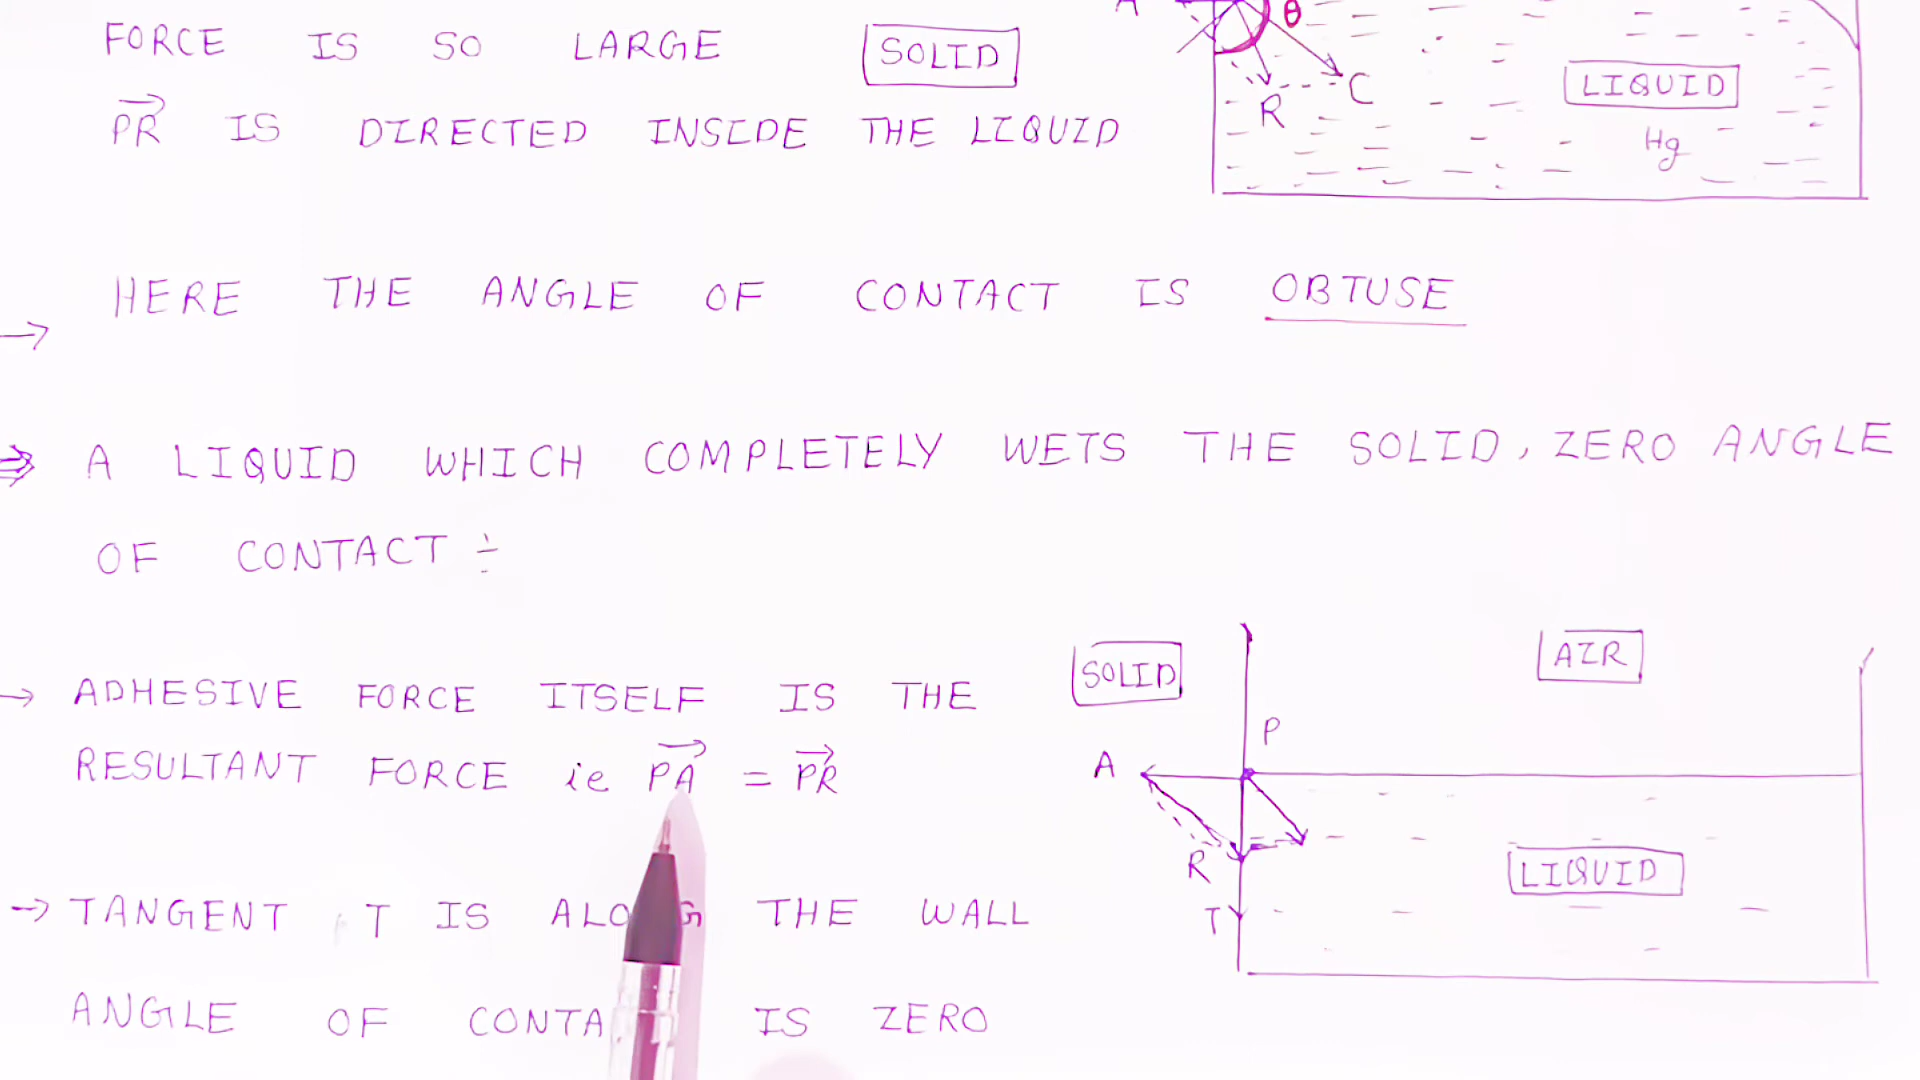 FORCE IS SO LARGE
PR IS DIRECTED INSIDE THE LIQUID
SOLID
A θ
R C
LIQUID
Hg
→ HERE THE ANGLE OF CONTACT IS OBTUSE
⇒ A LIQUID WHICH COMPLETELY WETS THE SOLID, ZERO ANGLE
OF CONTACT ÷
→ ADHESIVE FORCE ITSELF IS THE
RESULTANT FORCE ie PA = PR
→ TANGENT T IS ALONG THE WALL
ANGLE OF CONTA IS ZERO
SOLID
AIR
P
A
R
LIQUID
T